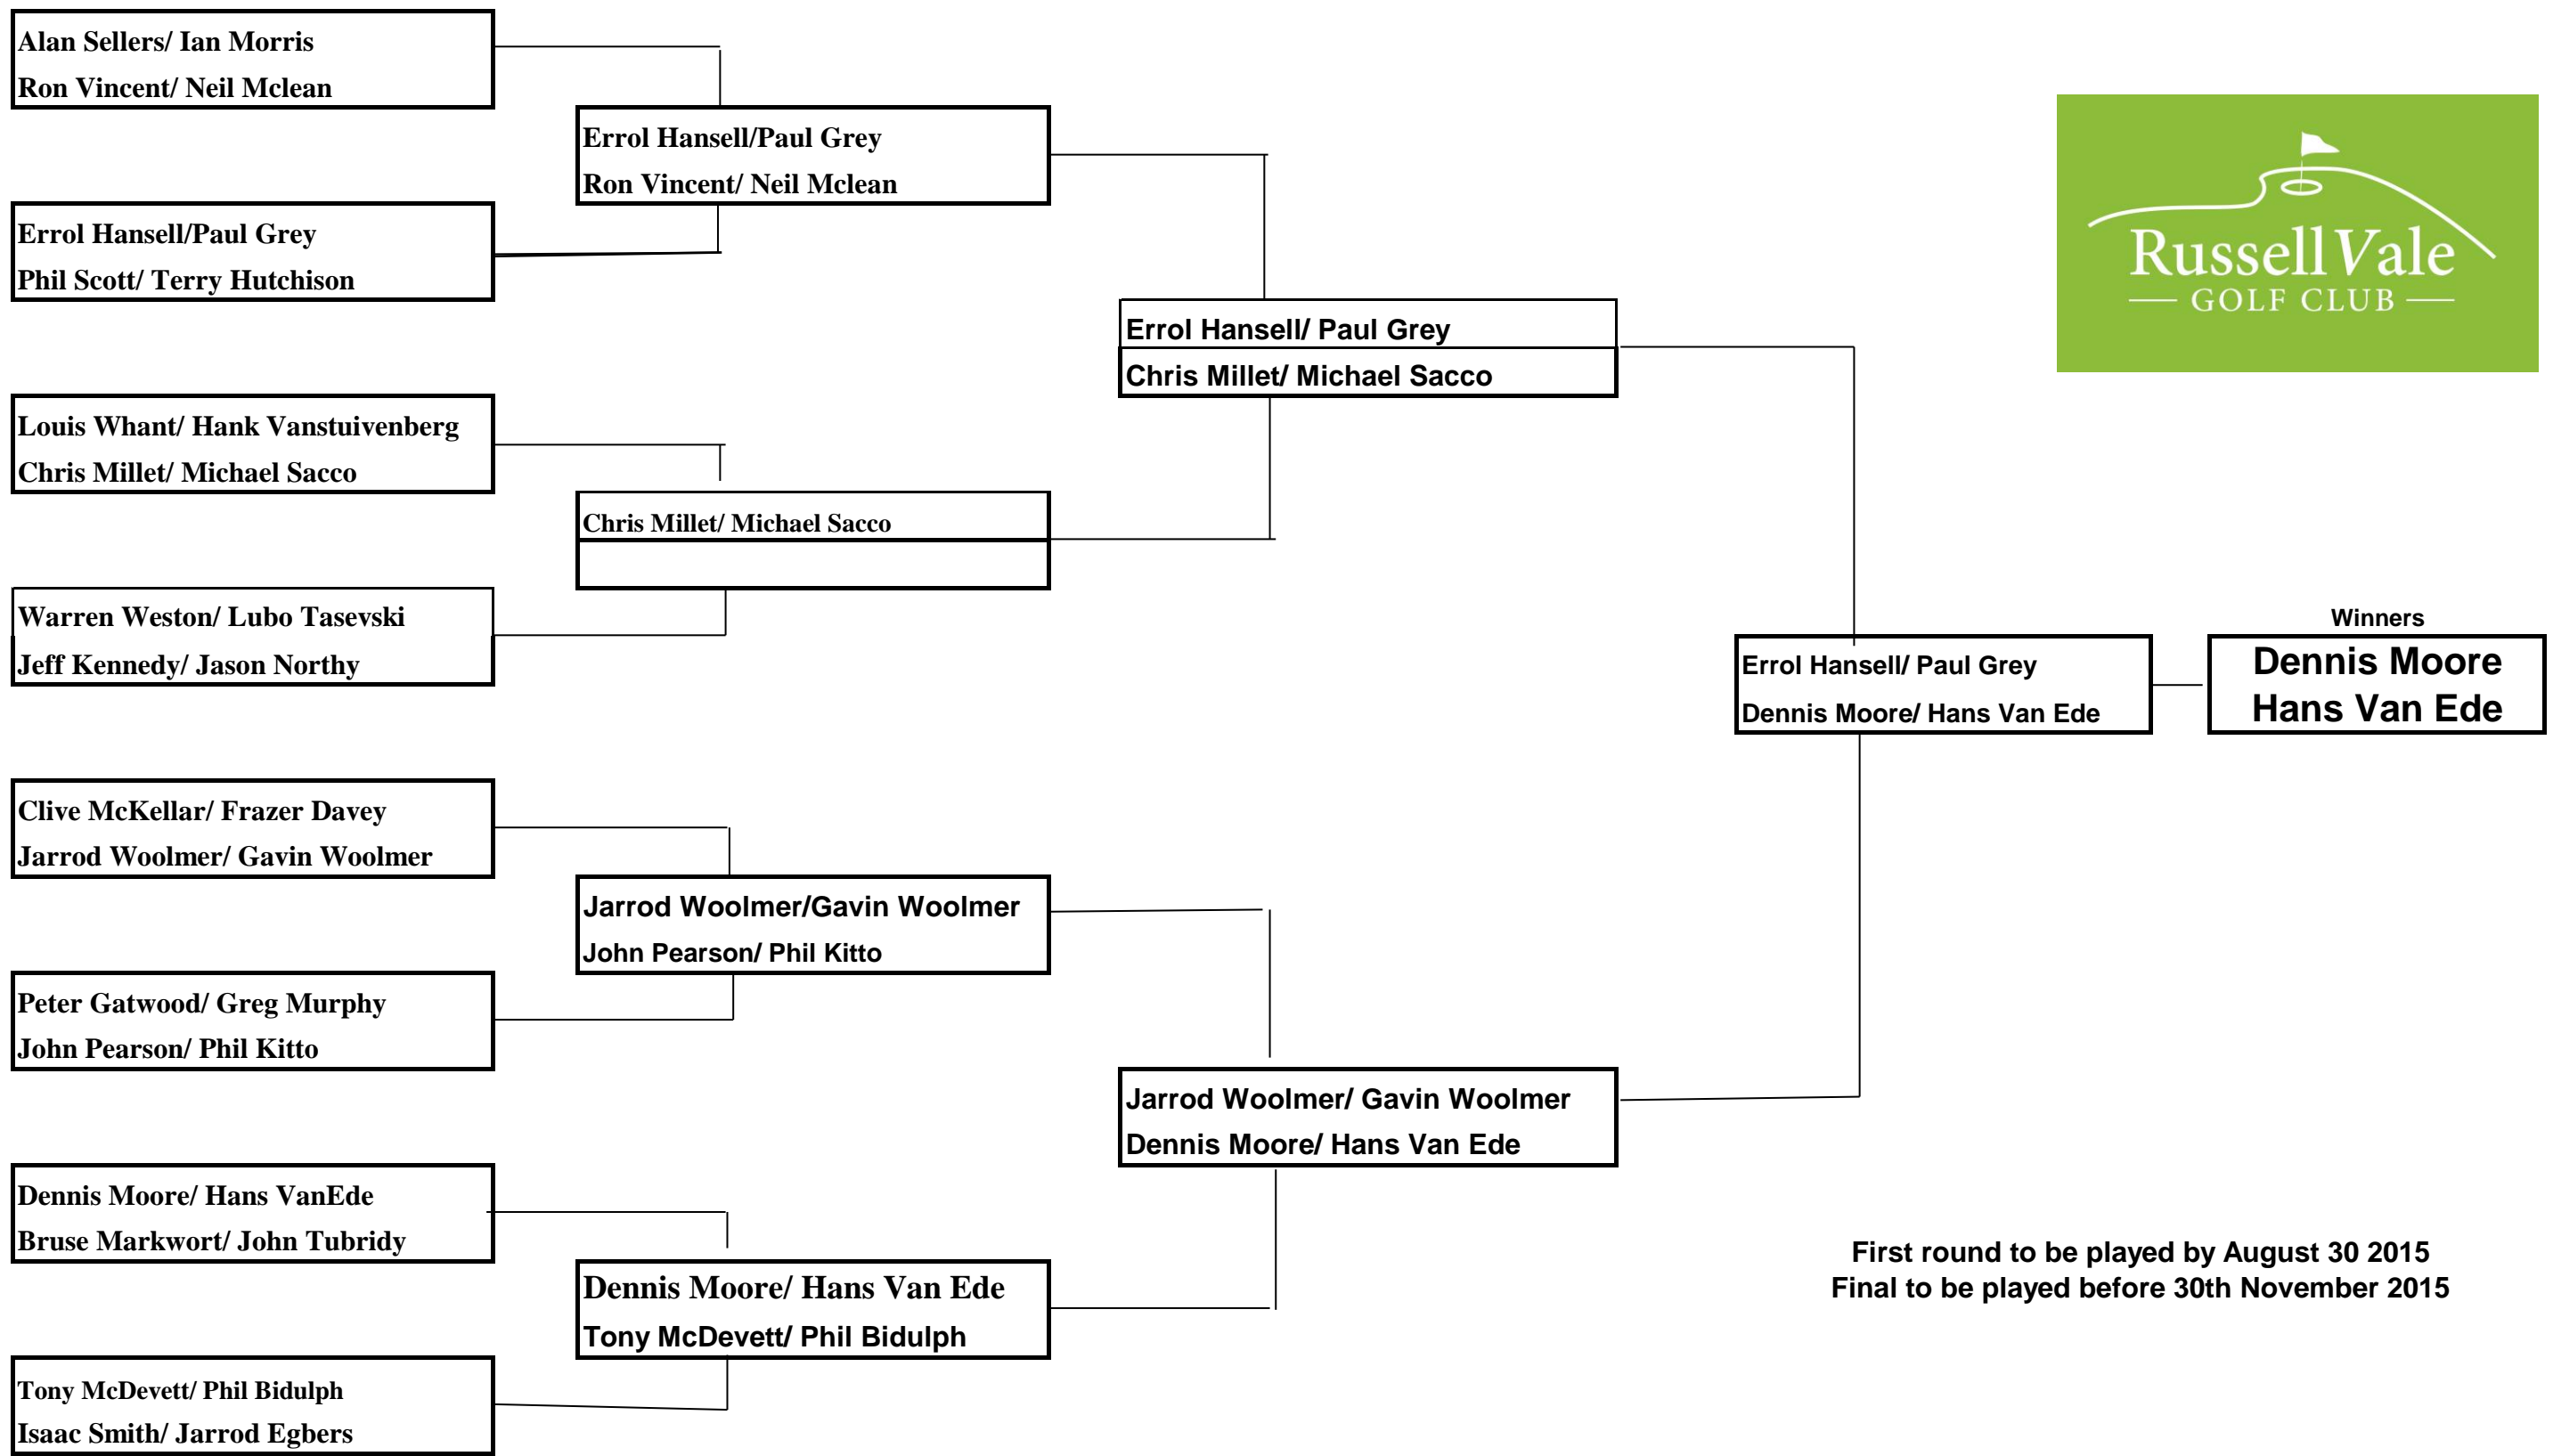 Alan Sellers/ Ian Morris
Ron Vincent/ Neil Mclean
Errol Hansell/Paul Grey
Phil Scott/ Terry Hutchison
Louis Whant/ Hank Vanstuivenberg
Chris Millet/ Michael Sacco
Warren Weston/ Lubo Tasevski
Jeff Kennedy/ Jason Northy
Clive McKellar/ Frazer Davey
Jarrod Woolmer/ Gavin Woolmer
Peter Gatwood/ Greg Murphy
John Pearson/ Phil Kitto
Dennis Moore/ Hans VanEde
Bruse Markwort/ John Tubridy
Tony McDevett/ Phil Bidulph
Isaac Smith/ Jarrod Egbers
Errol Hansell/Paul Grey
Ron Vincent/ Neil Mclean
Chris Millet/ Michael Sacco
Jarrod Woolmer/Gavin Woolmer
John Pearson/ Phil Kitto
Dennis Moore/ Hans Van Ede
Tony McDevett/ Phil Bidulph
Errol Hansell/ Paul Grey
Chris Millet/ Michael Sacco
Jarrod Woolmer/ Gavin Woolmer
Dennis Moore/ Hans Van Ede
Errol Hansell/ Paul Grey
Dennis Moore/ Hans Van Ede
Winners
Dennis Moore
Hans Van Ede
Russell Vale
GOLF CLUB
First round to be played by August 30 2015
Final to be played before 30th November 2015